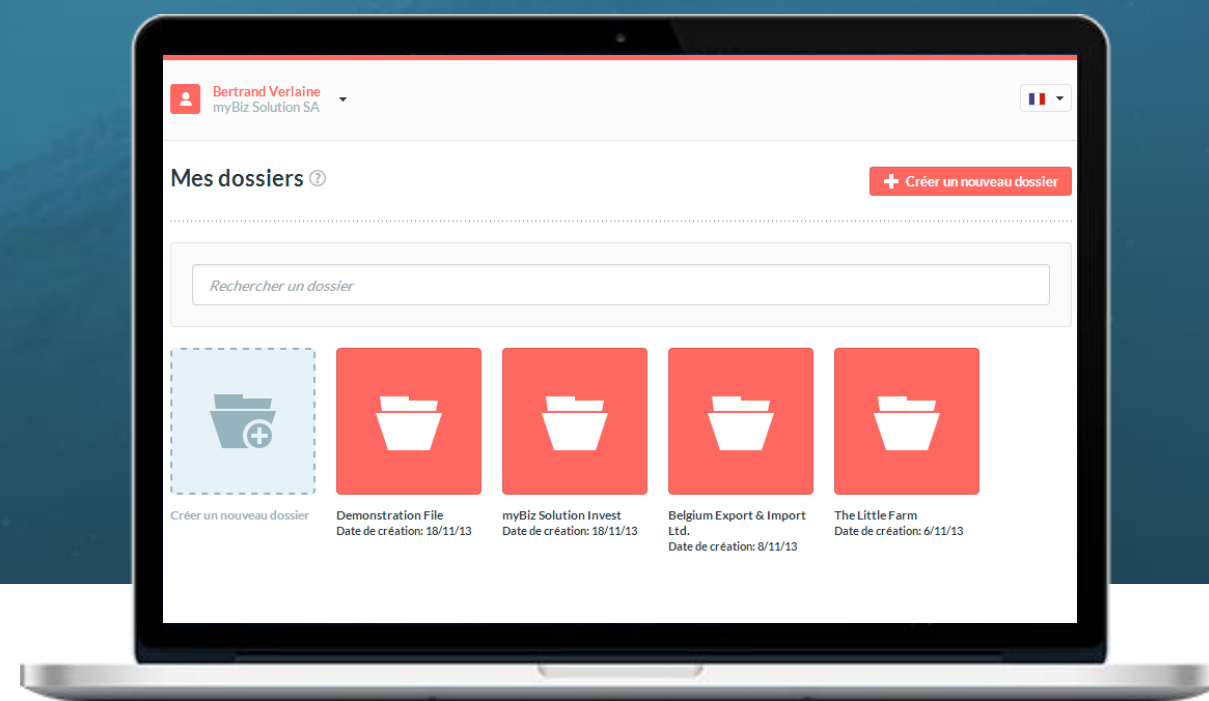 Bertrand Verlaine
myBiz Solution SA
Mes dossiers ?
Créer un nouveau dossier
Rechercher un dossier
Créer un nouveau dossier
Demonstration File
Date de création: 18/11/13
myBiz Solution Invest
Date de création: 18/11/13
Belgium Export & Import
Ltd.
Date de création: 8/11/13
The Little Farm
Date de création: 6/11/13